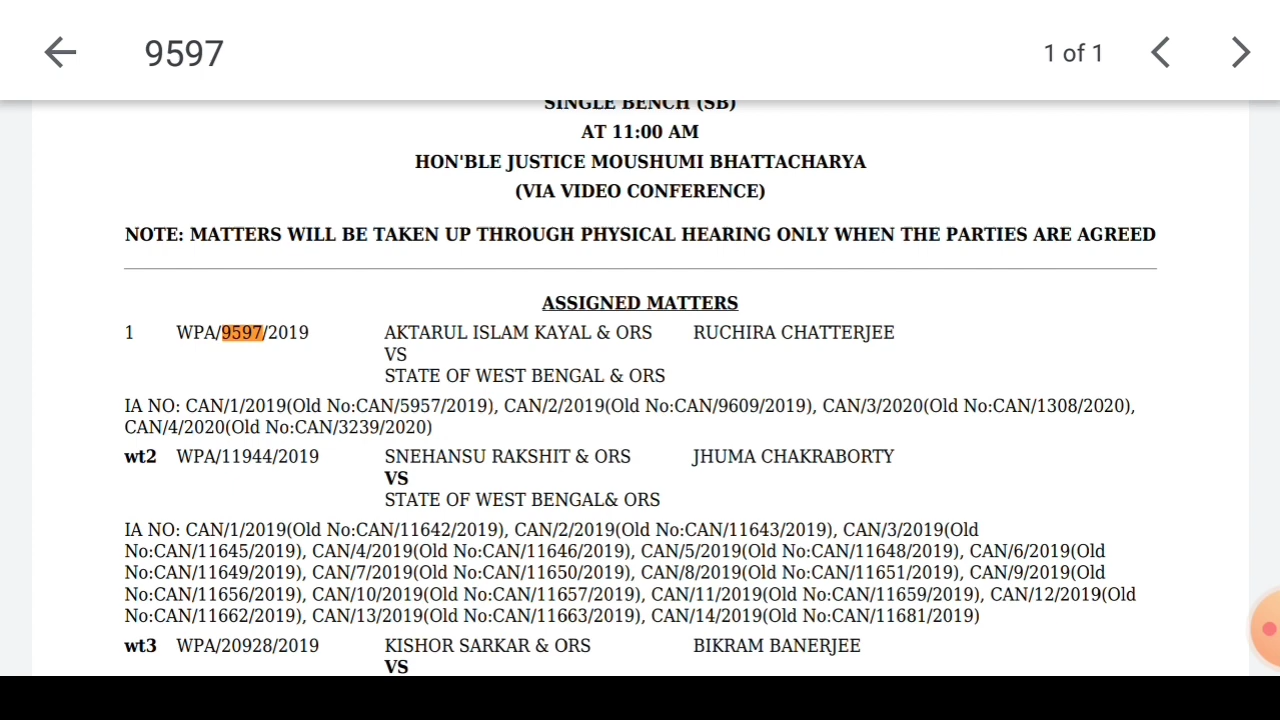 9597
1 of 1
SINGLE BENCH (SB)
AT 11:00 AM
HON'BLE JUSTICE MOUSHUMI BHATTACHARYA
(VIA VIDEO CONFERENCE)
NOTE: MATTERS WILL BE TAKEN UP THROUGH PHYSICAL HEARING ONLY WHEN THE PARTIES ARE AGREED
ASSIGNED MATTERS
1 WPA/9597/2019 AKTARUL ISLAM KAYAL & ORS RUCHIRA CHATTERJEE
VS
STATE OF WEST BENGAL & ORS
IA NO: CAN/1/2019(Old No:CAN/5957/2019), CAN/2/2019(Old No:CAN/9609/2019), CAN/3/2020(Old No:CAN/1308/2020),
CAN/4/2020(Old No:CAN/3239/2020)
wt2 WPA/11944/2019 SNEHANSU RAKSHIT & ORS JHUMA CHAKRABORTY
VS
STATE OF WEST BENGAL& ORS
IA NO: CAN/1/2019(Old No:CAN/11642/2019), CAN/2/2019(Old No:CAN/11643/2019), CAN/3/2019(Old
No:CAN/11645/2019), CAN/4/2019(Old No:CAN/11646/2019), CAN/5/2019(Old No:CAN/11648/2019), CAN/6/2019(Old
No:CAN/11649/2019), CAN/7/2019(Old No:CAN/11650/2019), CAN/8/2019(Old No:CAN/11651/2019), CAN/9/2019(Old
No:CAN/11656/2019), CAN/10/2019(Old No:CAN/11657/2019), CAN/11/2019(Old No:CAN/11659/2019), CAN/12/2019(Old
No:CAN/11662/2019), CAN/13/2019(Old No:CAN/11663/2019), CAN/14/2019(Old No:CAN/11681/2019)
wt3 WPA/20928/2019 KISHOR SARKAR & ORS BIKRAM BANERJEE
VS